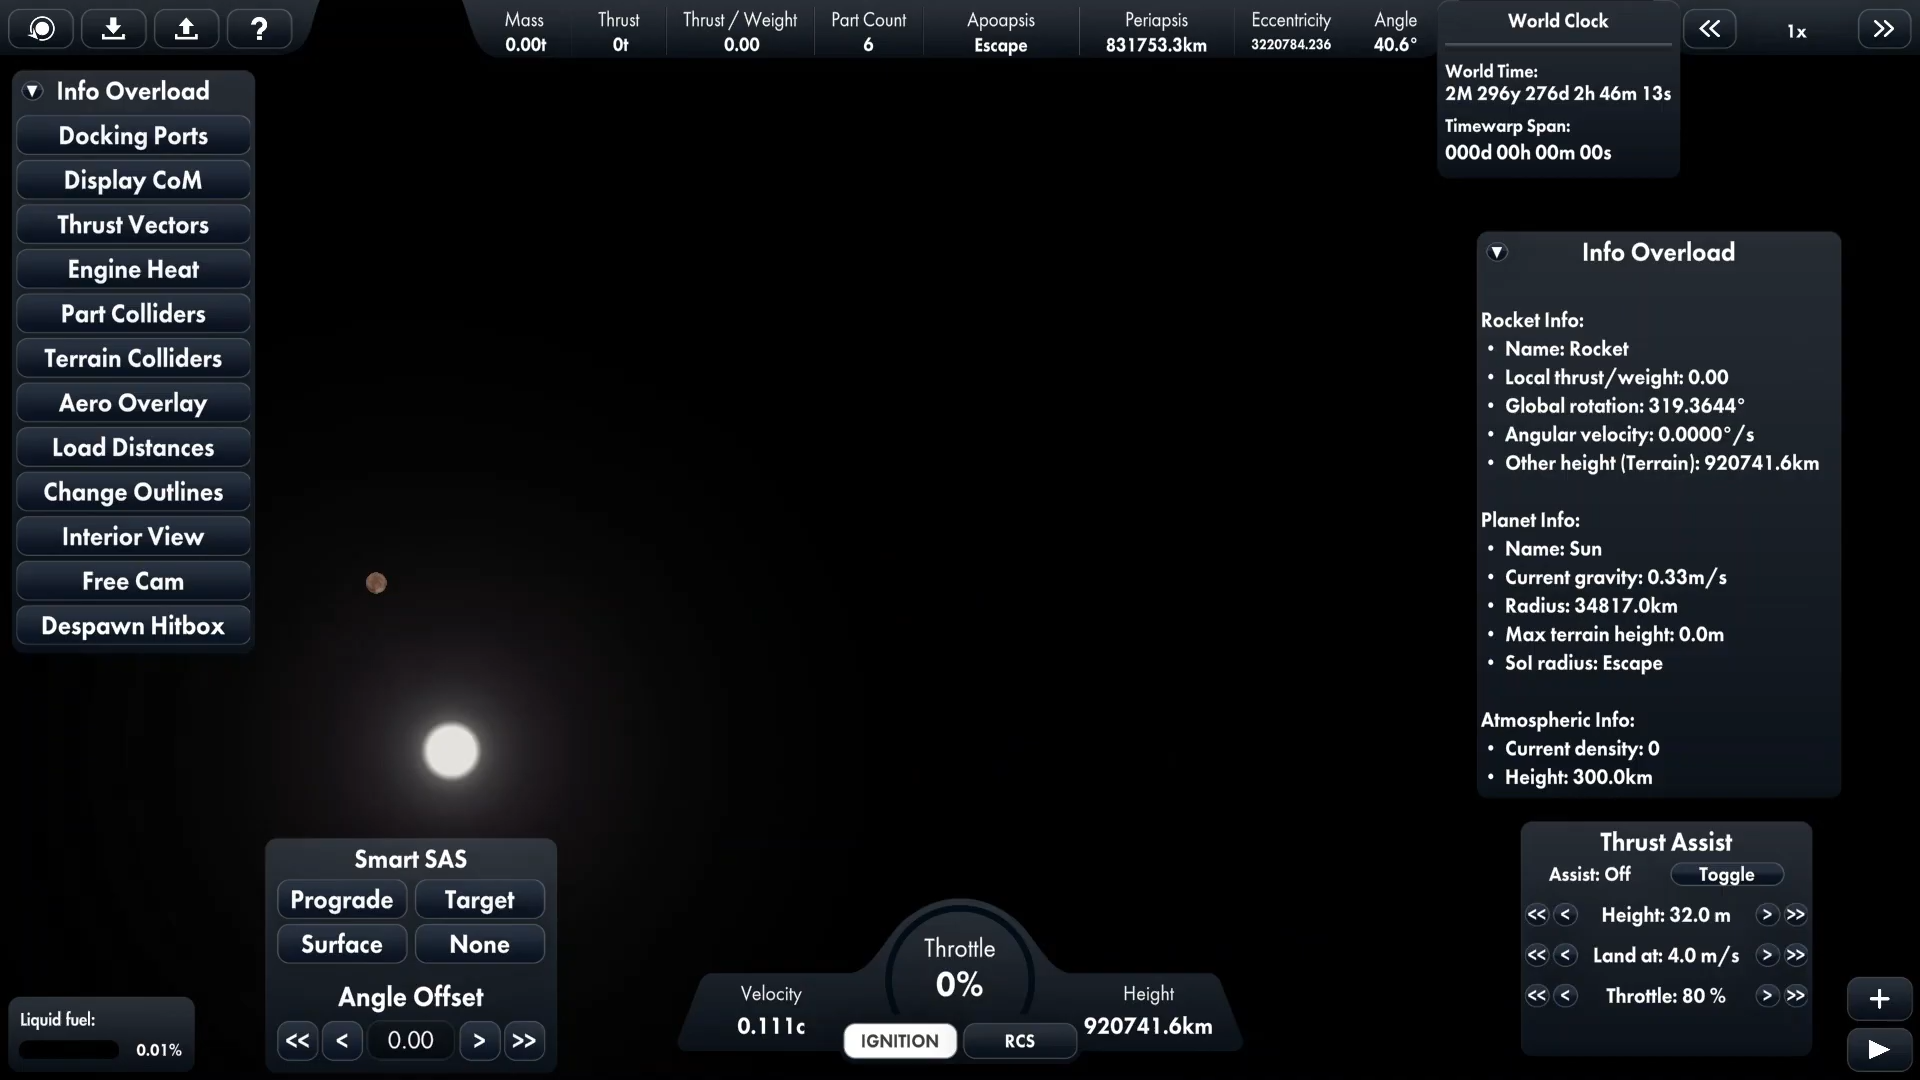 ?
Mass
0.00t
Thrust
0t
Thrust / Weight
0.00
Part Count
6
Apoapsis
Escape
Periapsis
831753.3km
Eccentricity
3220784.236
Angle
40.6°
World Clock
World Time:
2M 296y 276d 2h 46m 13s
Timewarp Span:
000d 00h 00m 00s
1x
Info Overload
Docking Ports
Display CoM
Thrust Vectors
Engine Heat
Part Colliders
Terrain Colliders
Aero Overlay
Load Distances
Change Outlines
Interior View
Free Cam
Despawn Hitbox
Info Overload
Rocket Info:
• Name: Rocket
• Local thrust/weight: 0.00
• Global rotation: 319.3644°
• Angular velocity: 0.0000°/s
• Other height (Terrain): 920741.6km
Planet Info:
• Name: Sun
• Current gravity: 0.33m/s
• Radius: 34817.0km
• Max terrain height: 0.0m
• SoI radius: Escape
Atmospheric Info:
• Current density: 0
• Height: 300.0km
Thrust Assist
Assist: Off Toggle
<< < Height: 32.0 m > >>
<< < Land at: 4.0 m/s > >>
<< < Throttle: 80 % > >>
Smart SAS
Prograde Target
Surface None
Angle Offset
<< < 0.00 > >>
Liquid fuel:
0.01%
Throttle
0%
Velocity
0.111c
IGNITION
RCS
Height
920741.6km